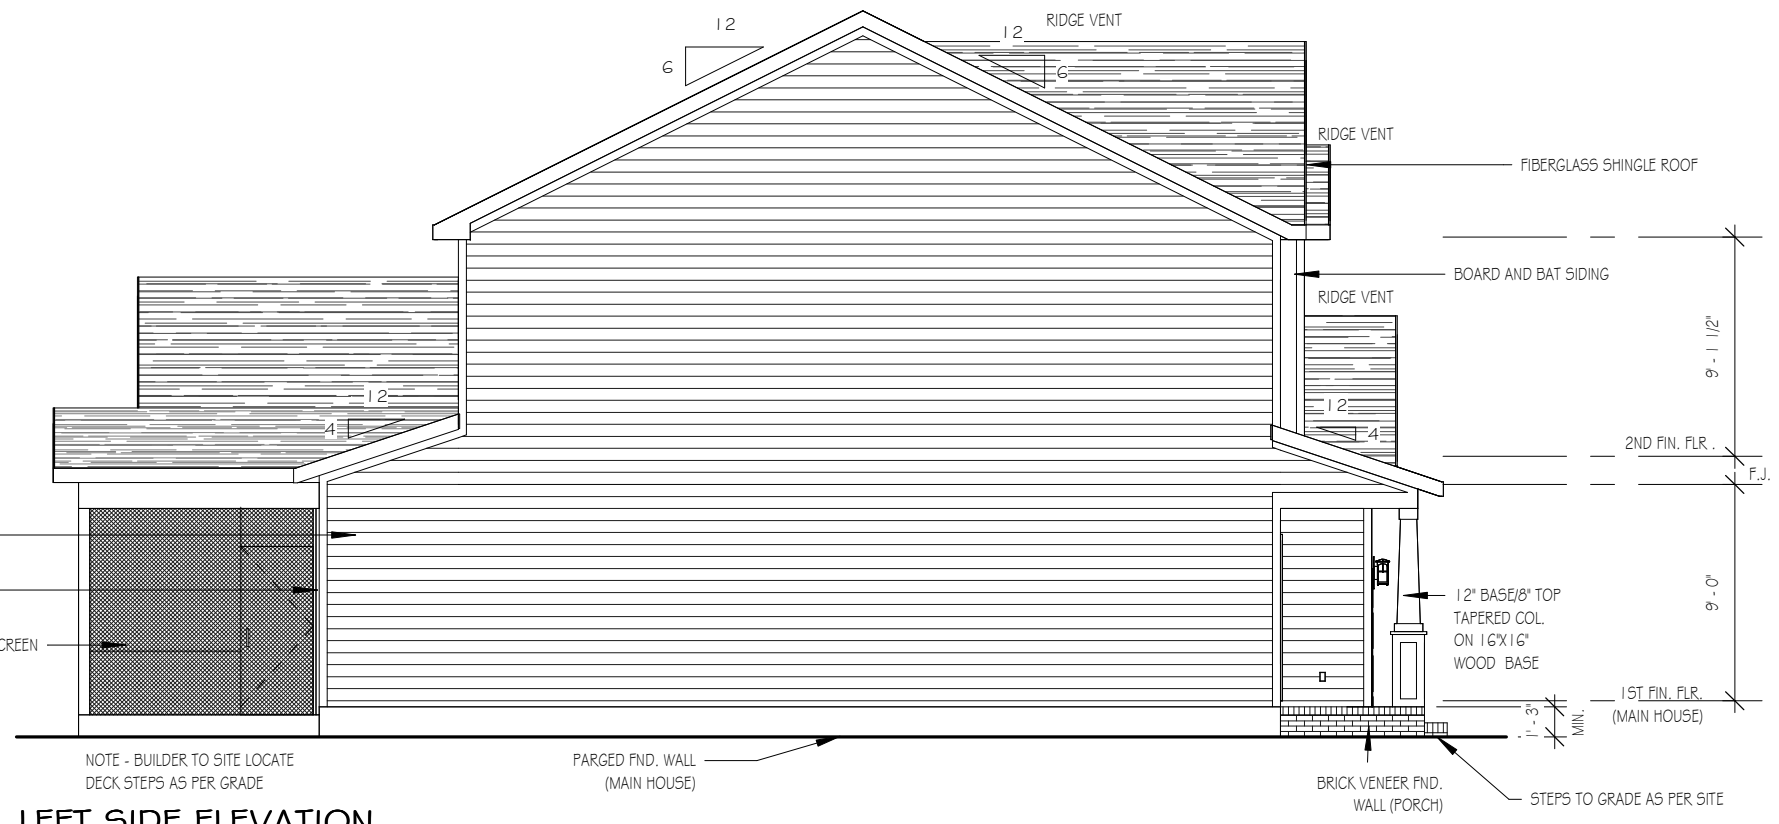 12
6
RIDGE VENT
12
6
RIDGE VENT
FIBERGLASS SHINGLE ROOF
BOARD AND BAT SIDING
RIDGE VENT
9' - 1 1/2"
12
4
12
4
2ND FIN. FLR .
F.J.
9' - 0"
12" BASE/8" TOP
TAPERED COL.
ON 16"X16"
WOOD BASE
CREEN
1ST FIN. FLR.
(MAIN HOUSE)
1' - 3"
MIN.
NOTE - BUILDER TO SITE LOCATE
DECK STEPS AS PER GRADE
PARGED FND. WALL
(MAIN HOUSE)
BRICK VENEER FND.
WALL (PORCH)
STEPS TO GRADE AS PER SITE
LEFT SIDE ELEVATION